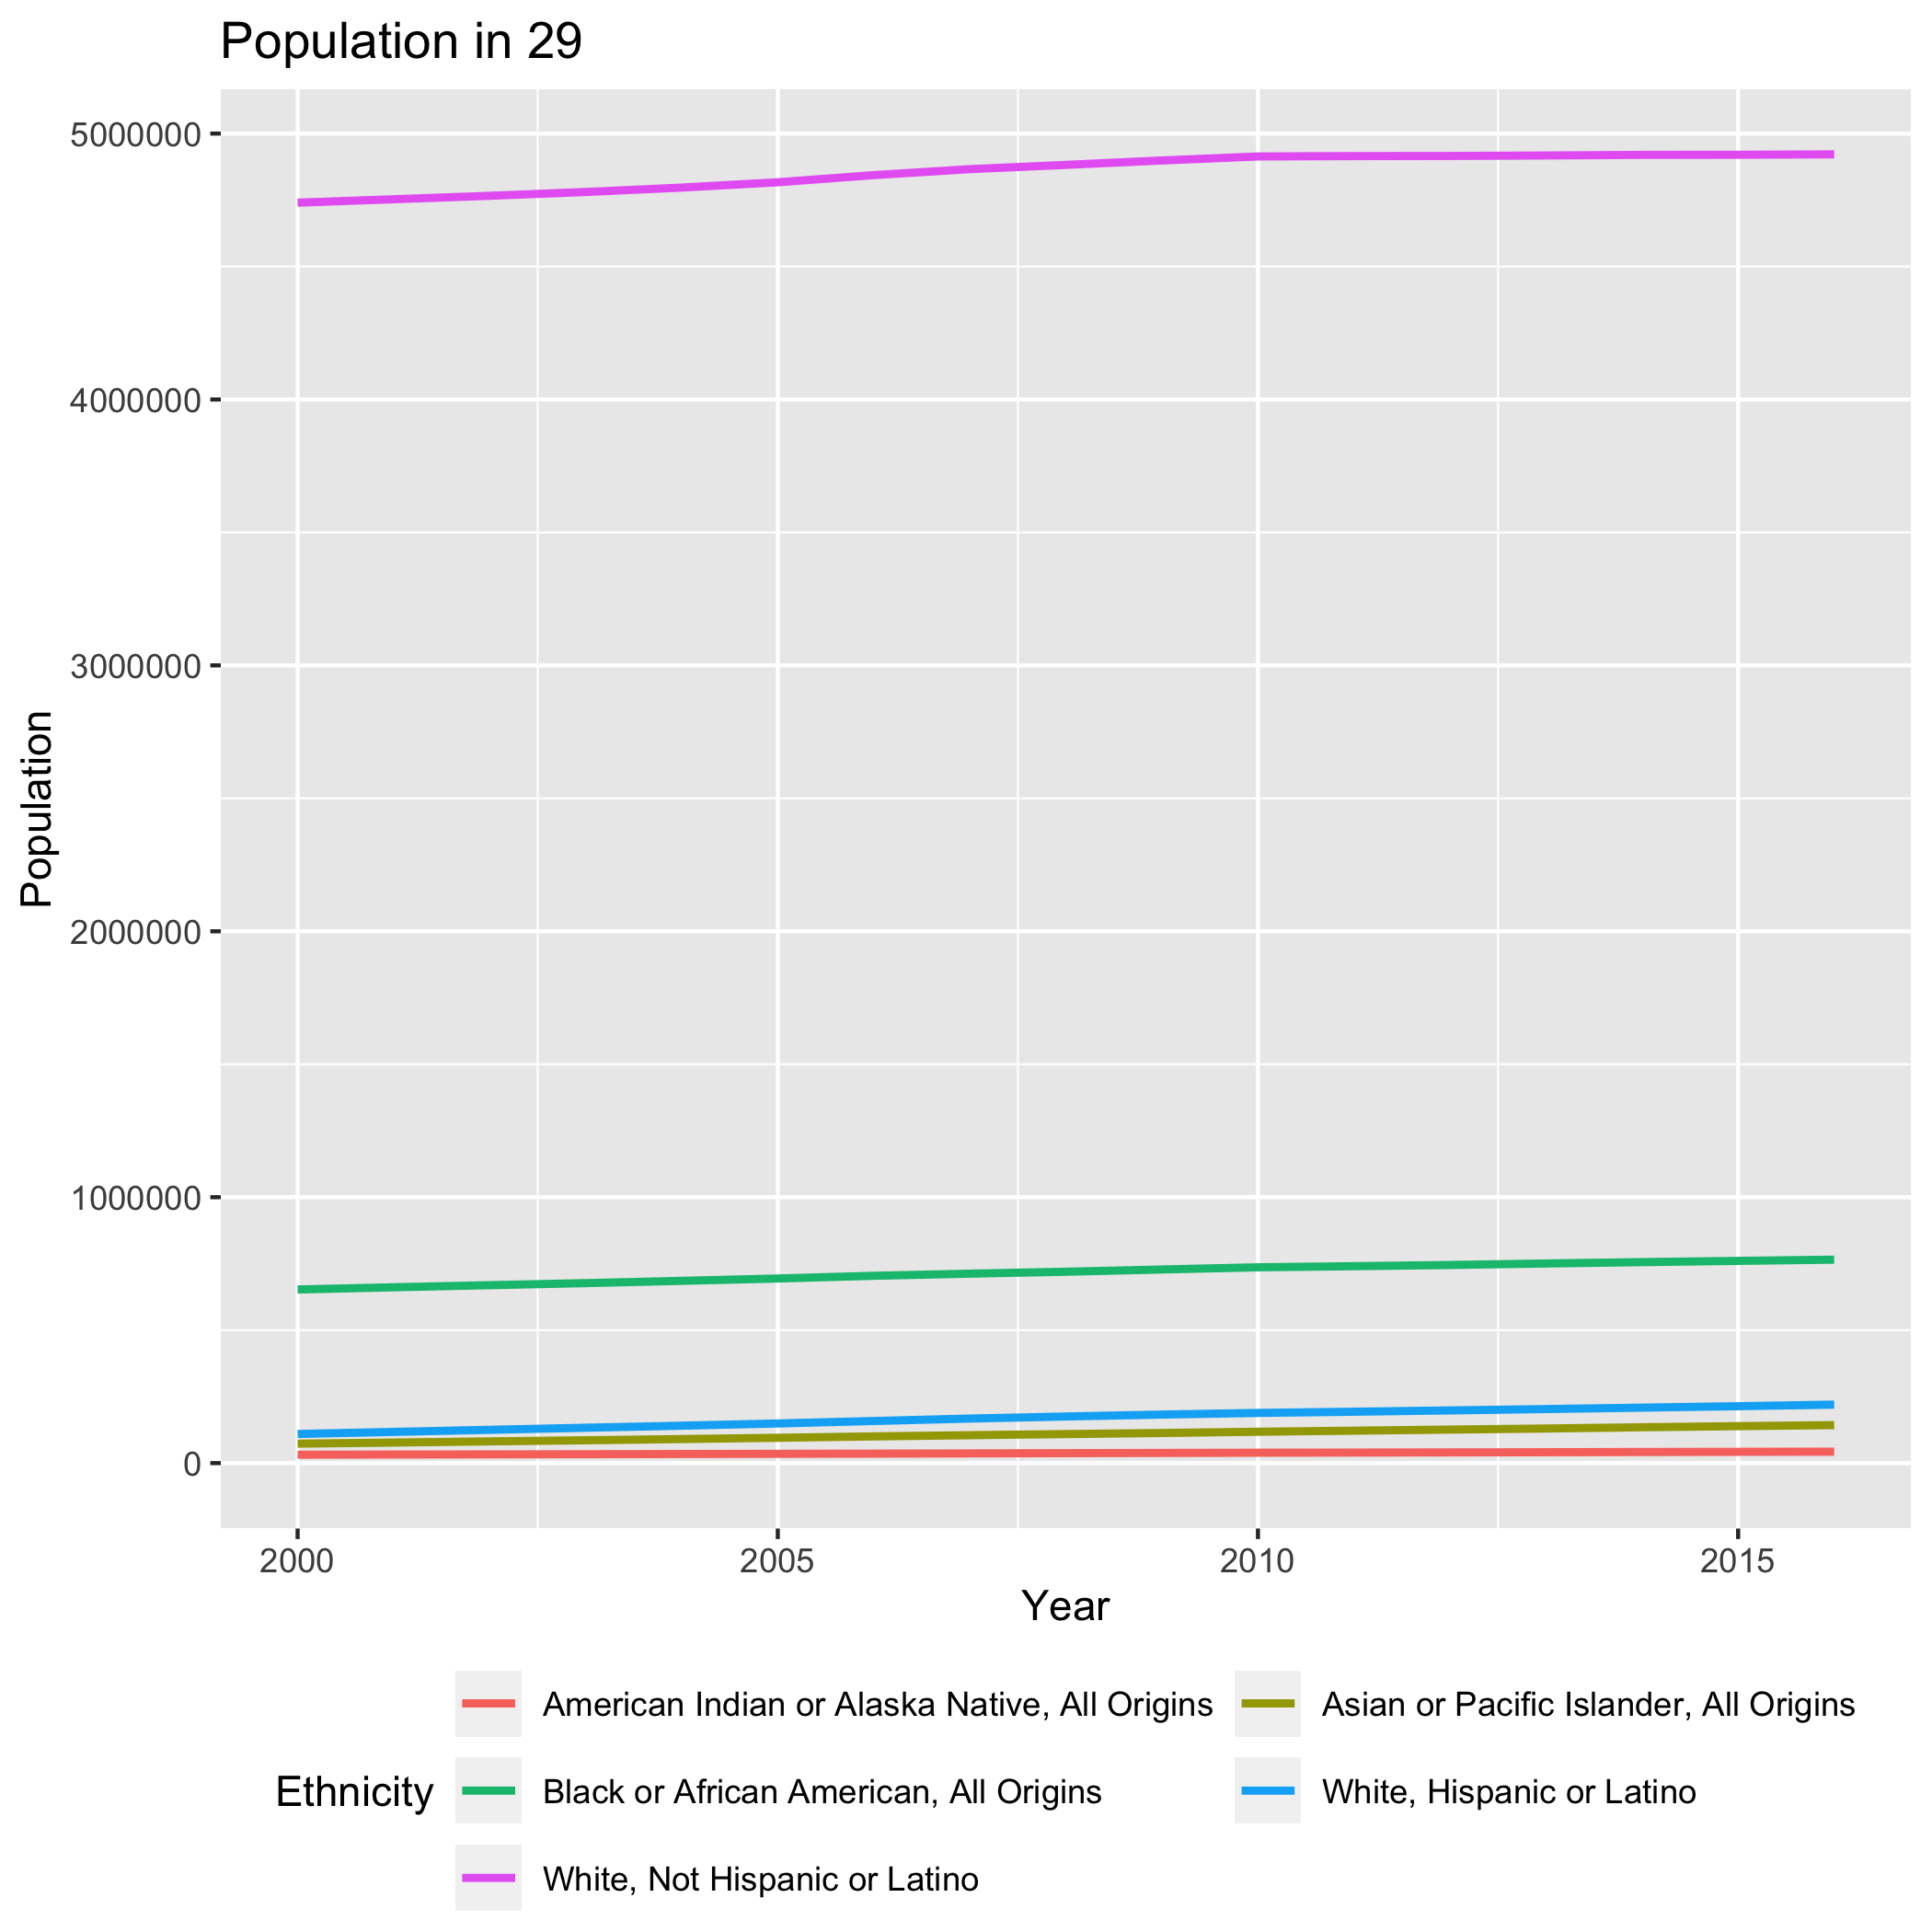 Population in 29
Population
5000000
4000000
3000000
2000000
1000000
0
2000 2005 2010 2015
Year
Ethnicity
American Indian or Alaska Native, All Origins
Asian or Pacific Islander, All Origins
Black or African American, All Origins
White, Hispanic or Latino
White, Not Hispanic or Latino